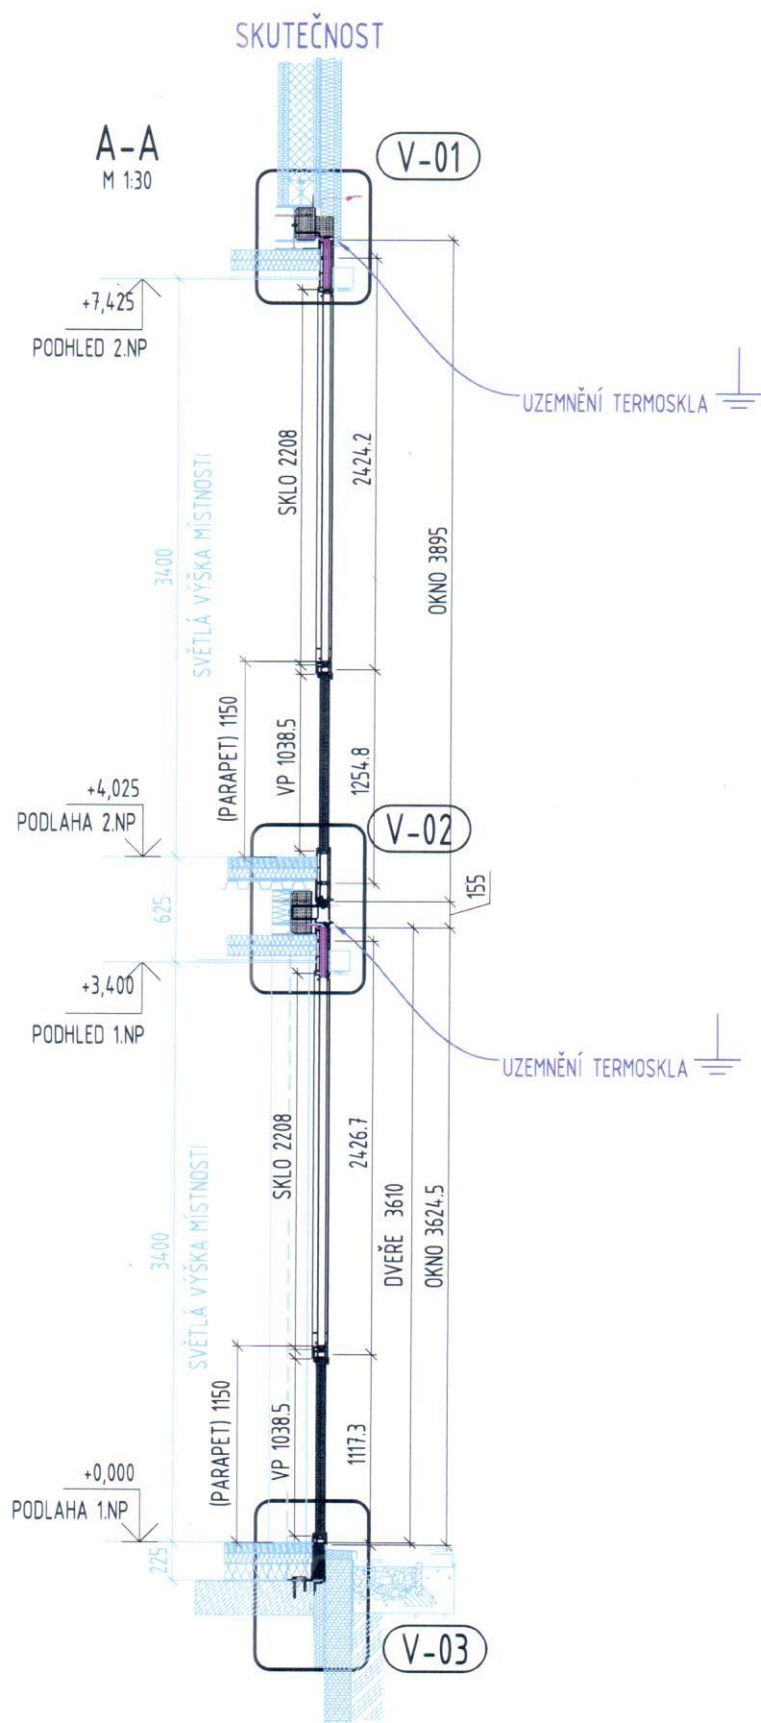 SKUTEČNOST
A-A
M 1:30
V-01
+7,425
PODHLED 2.NP
UZEMNĚNÍ TERMOSKLA
SKLO 2208
2424.2
OKNO 3895
3400
SVĚTLÁ VÝŠKA MÍSTNOSTI
(PARAPET) 1150
VP 1038.5
1254.8
+4,025
PODLAHA 2.NP
V-02
155
625
+3,400
PODHLED 1.NP
UZEMNĚNÍ TERMOSKLA
SKLO 2208
2426.7
DVEŘE 3610
OKNO 3624.5
3400
SVĚTLÁ VÝŠKA MÍSTNOSTI
(PARAPET) 1150
VP 1038.5
1117.3
+0,000
PODLAHA 1.NP
225
V-03